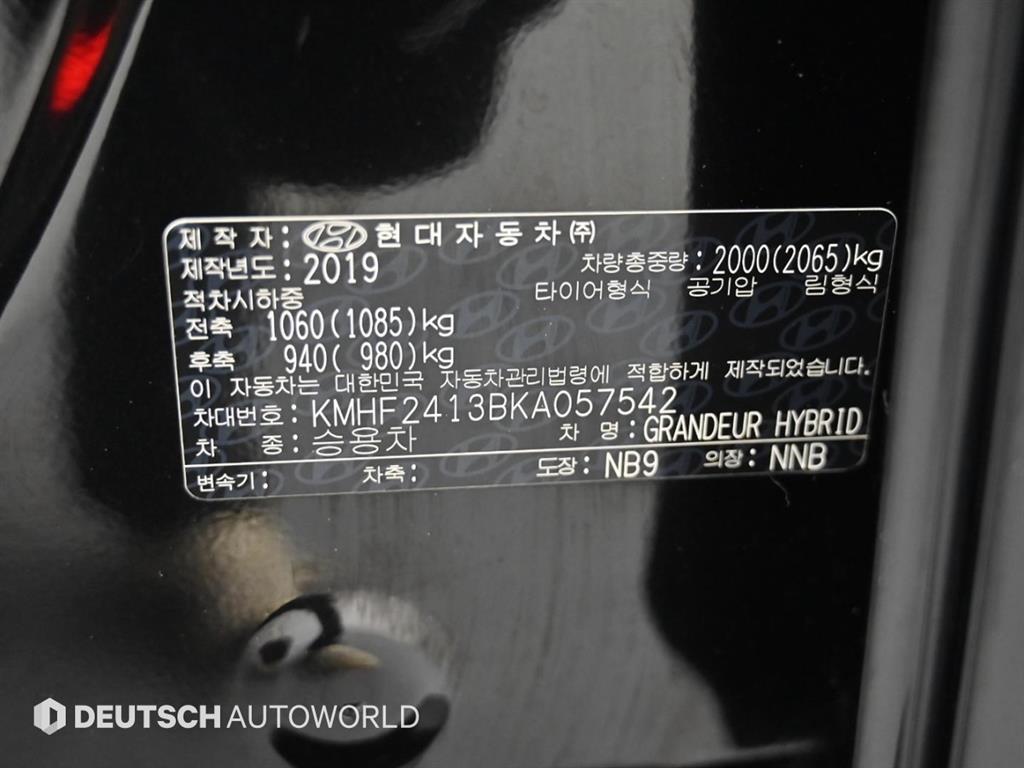 제 작 자 : 현대자동차(주)
제작년도 : 2019 차량총중량 : 2000(2065)kg
적차시하중 타이어형식 공기압 림형식
전축 1060(1085)kg
후축 940( 980)kg
이 자동차는 대한민국 자동차관리법령에 적합하게 제작되었습니다.
차대번호 : KMHF2413BKA057542
차 종 : 승용차 차 명 : GRANDEUR HYBRID
변속기 : 차축 : 도장 : NB9 의장 : NNB
DEUTSCH AUTOWORLD